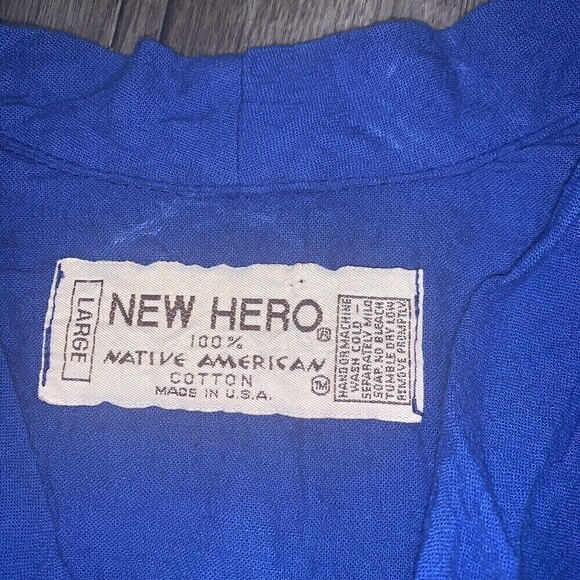 LARGE
NEW HERO®
100%
NATIVE AMERICAN
COTTON ™
MADE IN U.S.A.
HAND OR MACHINE
WASH COLD –
SEPARATELY MILD
SOAP. NO BLEACH
TUMBLE DRY LOW
REMOVE PROMPTLY